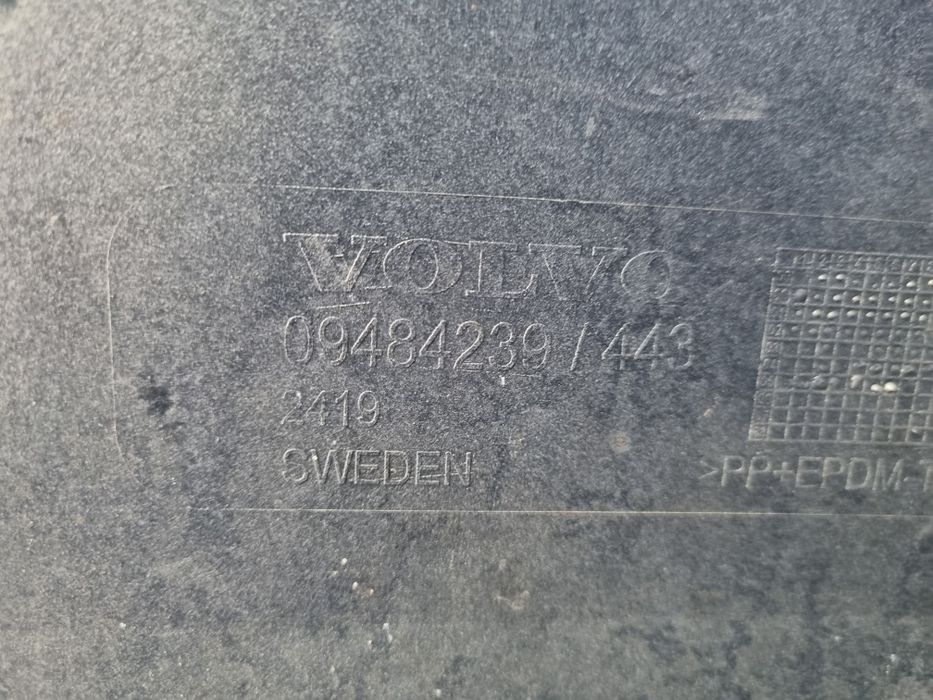 VOLVO
09484239 / 443
2419
SWEDEN
>PP+EPDM-T